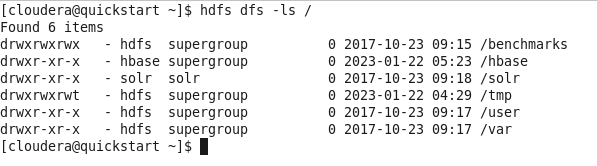 [cloudera@quickstart ~]$ hdfs dfs -ls /
Found 6 items
drwxrwxrwx   - hdfs  supergroup          0 2017-10-23 09:15 /benchmarks
drwxr-xr-x   - hbase supergroup          0 2023-01-22 05:23 /hbase
drwxr-xr-x   - solr  solr                0 2017-10-23 09:18 /solr
drwxrwxrwt   - hdfs  supergroup          0 2023-01-22 04:29 /tmp
drwxr-xr-x   - hdfs  supergroup          0 2017-10-23 09:17 /user
drwxr-xr-x   - hdfs  supergroup          0 2017-10-23 09:17 /var
[cloudera@quickstart ~]$